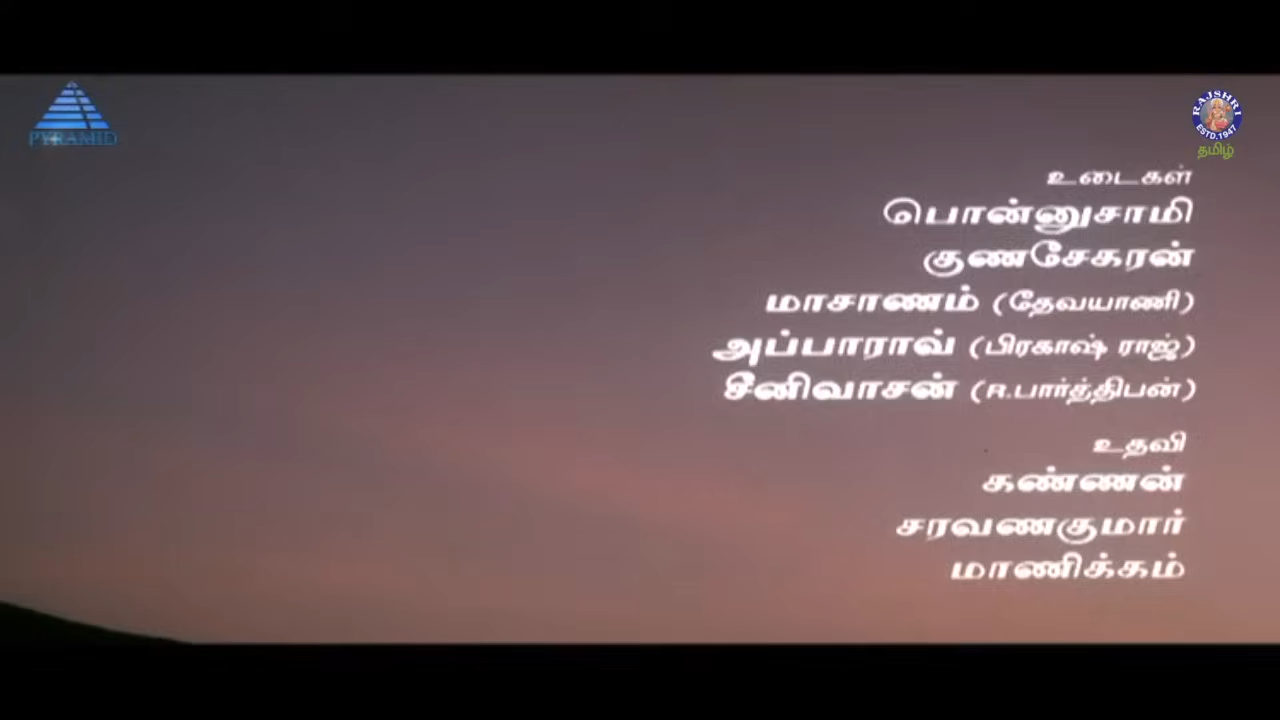 PYRAMID
RAJSHRI
ESTD.1947
தமிழ்
உடைகள்
பொன்னுசாமி
குணசேகரன்
மாசாணம் (தேவயாணி)
அப்பாராவ் (பிரகாஷ் ராஜ்)
சீனிவாசன் (R.பார்த்திபன்)
உதவி
கண்ணன்
சரவணகுமார்
மாணிக்கம்